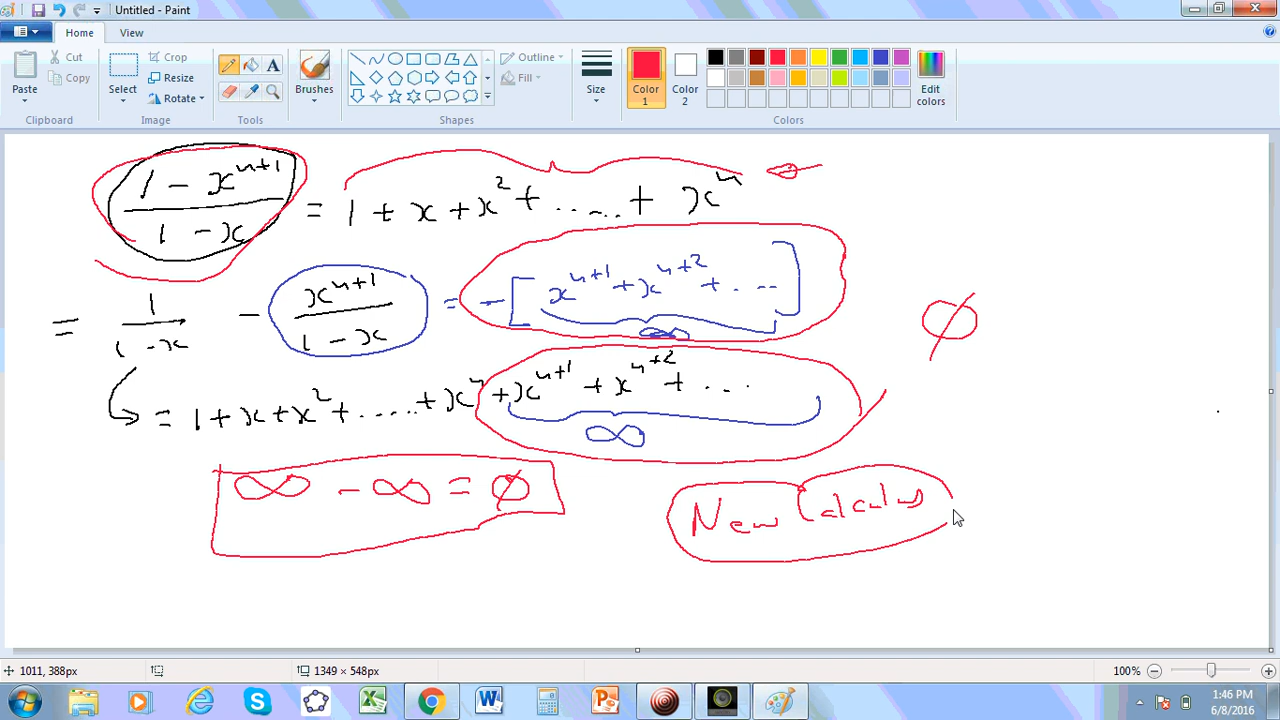 Untitled - Paint
Home View
Paste Cut Copy Select Crop Resize Rotate Brushes Outline Fill Size Color 1 Color 2 Edit colors
Clipboard Image Tools Shapes Colors
(1 - x^(n+1))/(1 - x) = 1 + x + x^2 + ...... + x^n
= 1/(1 - x) - x^(n+1)/(1 - x) = - [x^(n+1) + x^(n+2) + ....]
∞
∅
= 1 + x + x^2 + ...... + x^n + x^(n+1) + x^(n+2) + ....
∞
∞ - ∞ = ∅
New Calculus
1011, 388px 1349 × 548px 100%
1:46 PM
6/8/2016